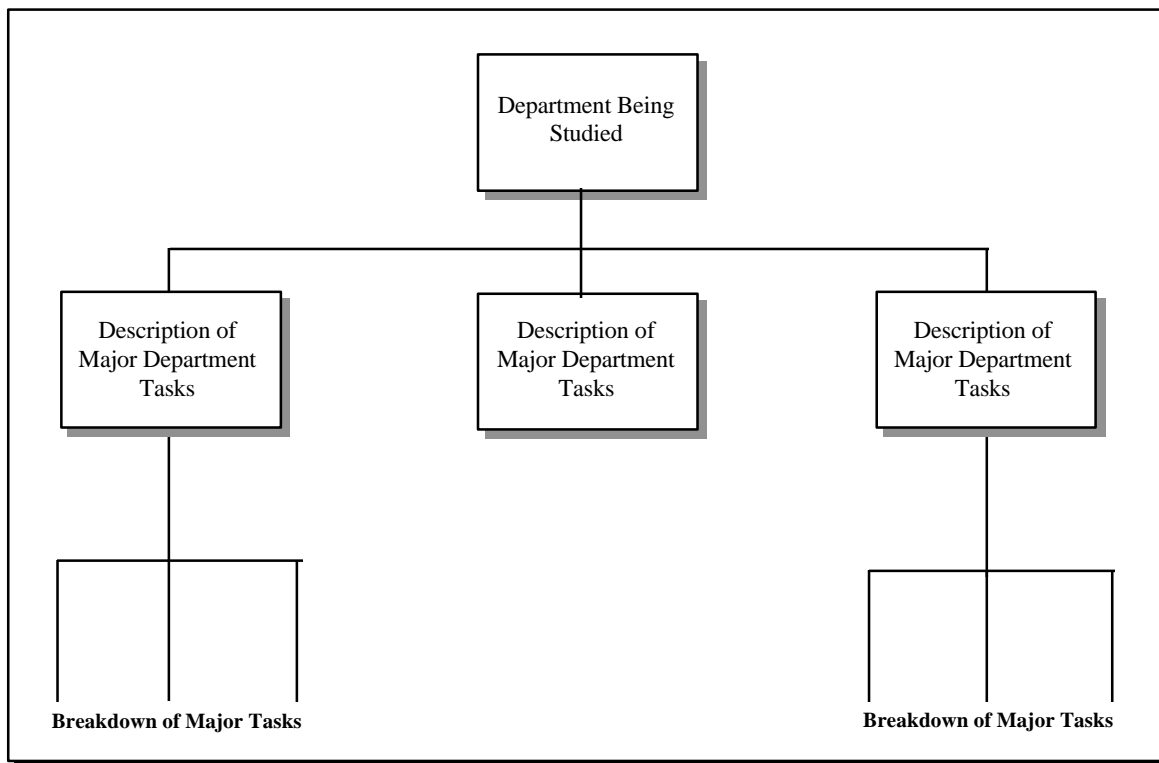 Department Being
Studied
Description of
Major Department
Tasks
Description of
Major Department
Tasks
Description of
Major Department
Tasks
Breakdown of Major Tasks
Breakdown of Major Tasks